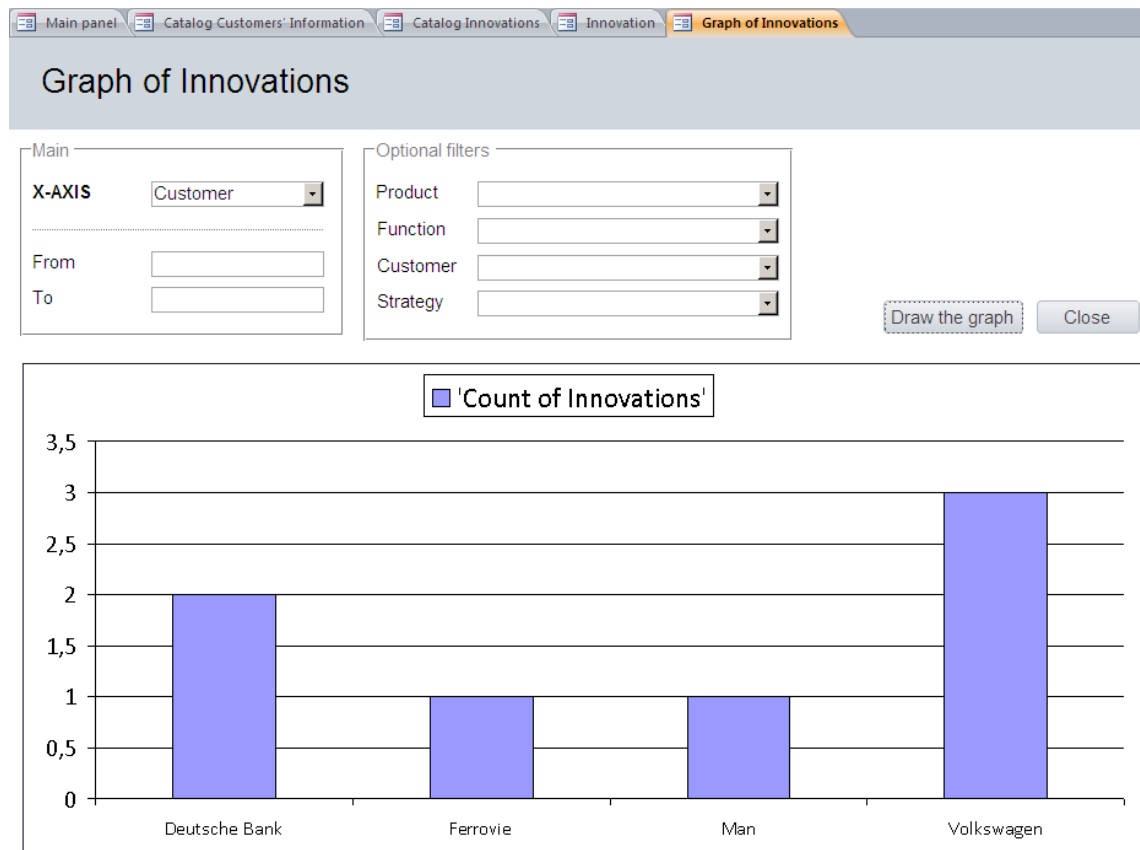 Main panel Catalog Customers' Information Catalog Innovations Innovation Graph of Innovations
Graph of Innovations
Main
X-AXIS Customer
From
To
Optional filters
Product
Function
Customer
Strategy
Draw the graph Close
'Count of Innovations'
3,5
3
2,5
2
1,5
1
0,5
0
Deutsche Bank Ferrovie Man Volkswagen